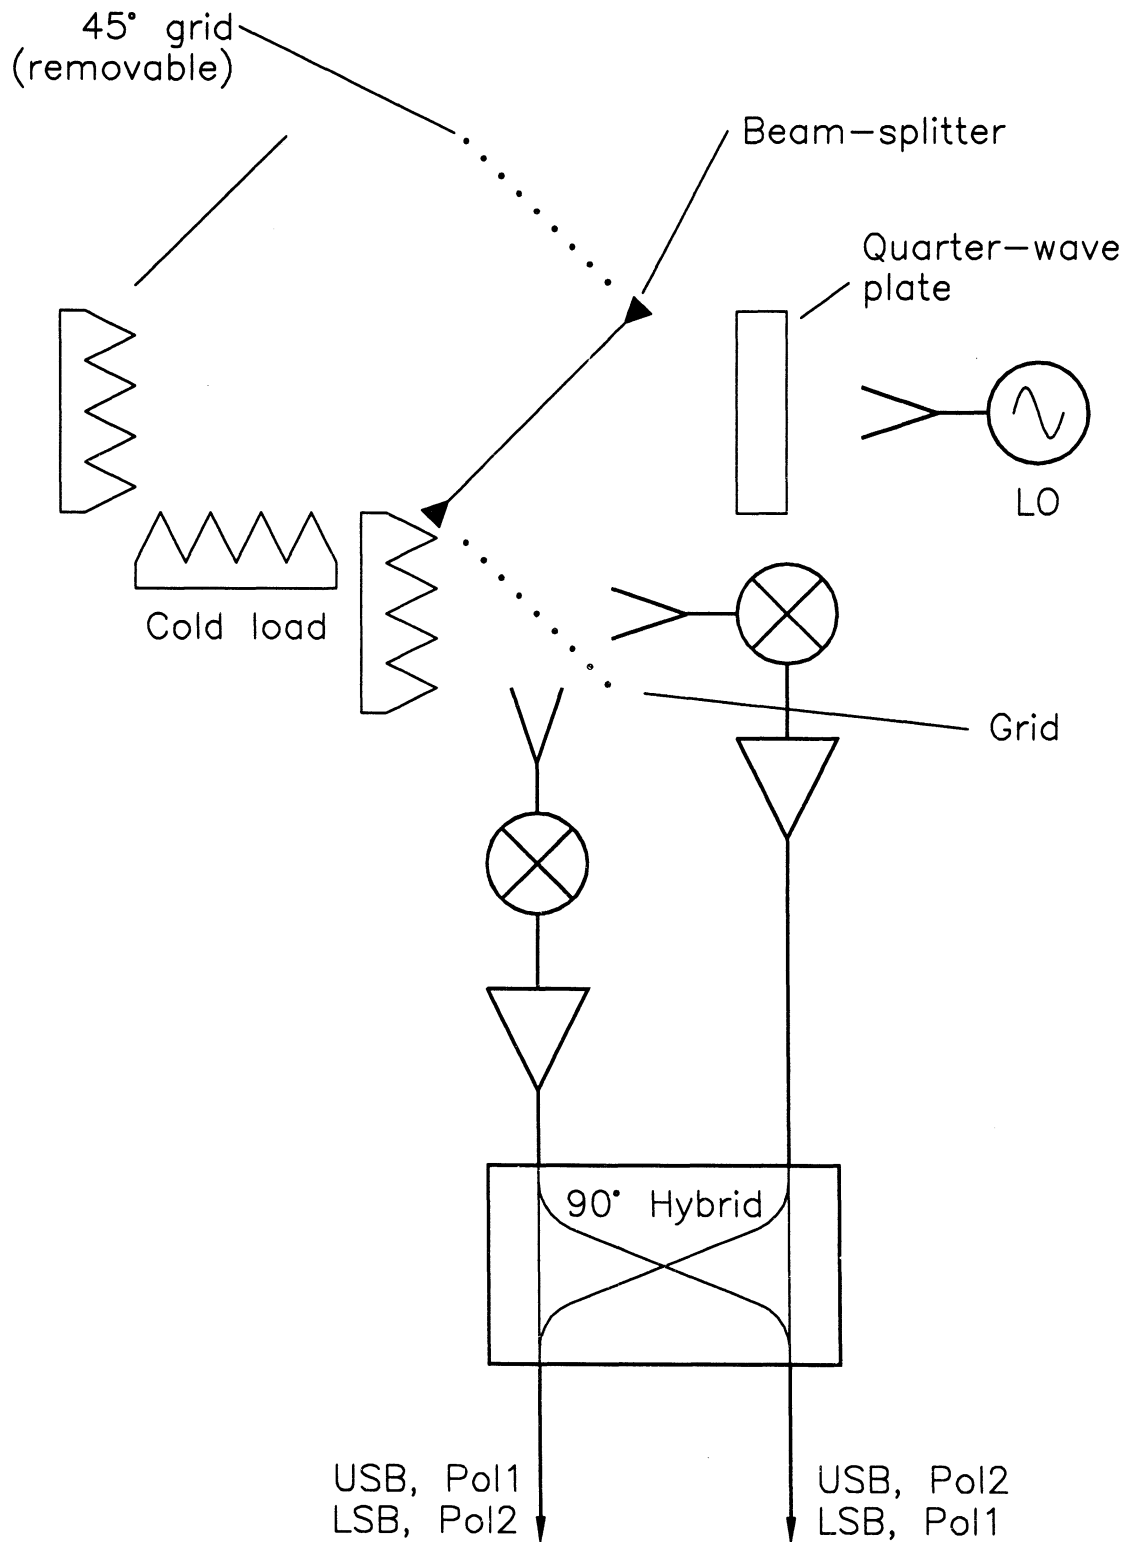 45° grid
(removable)
Beam-splitter
Quarter-wave
plate
LO
Cold load
Grid
90° Hybrid
USB, Pol1
LSB, Pol2
USB, Pol2
LSB, Pol1